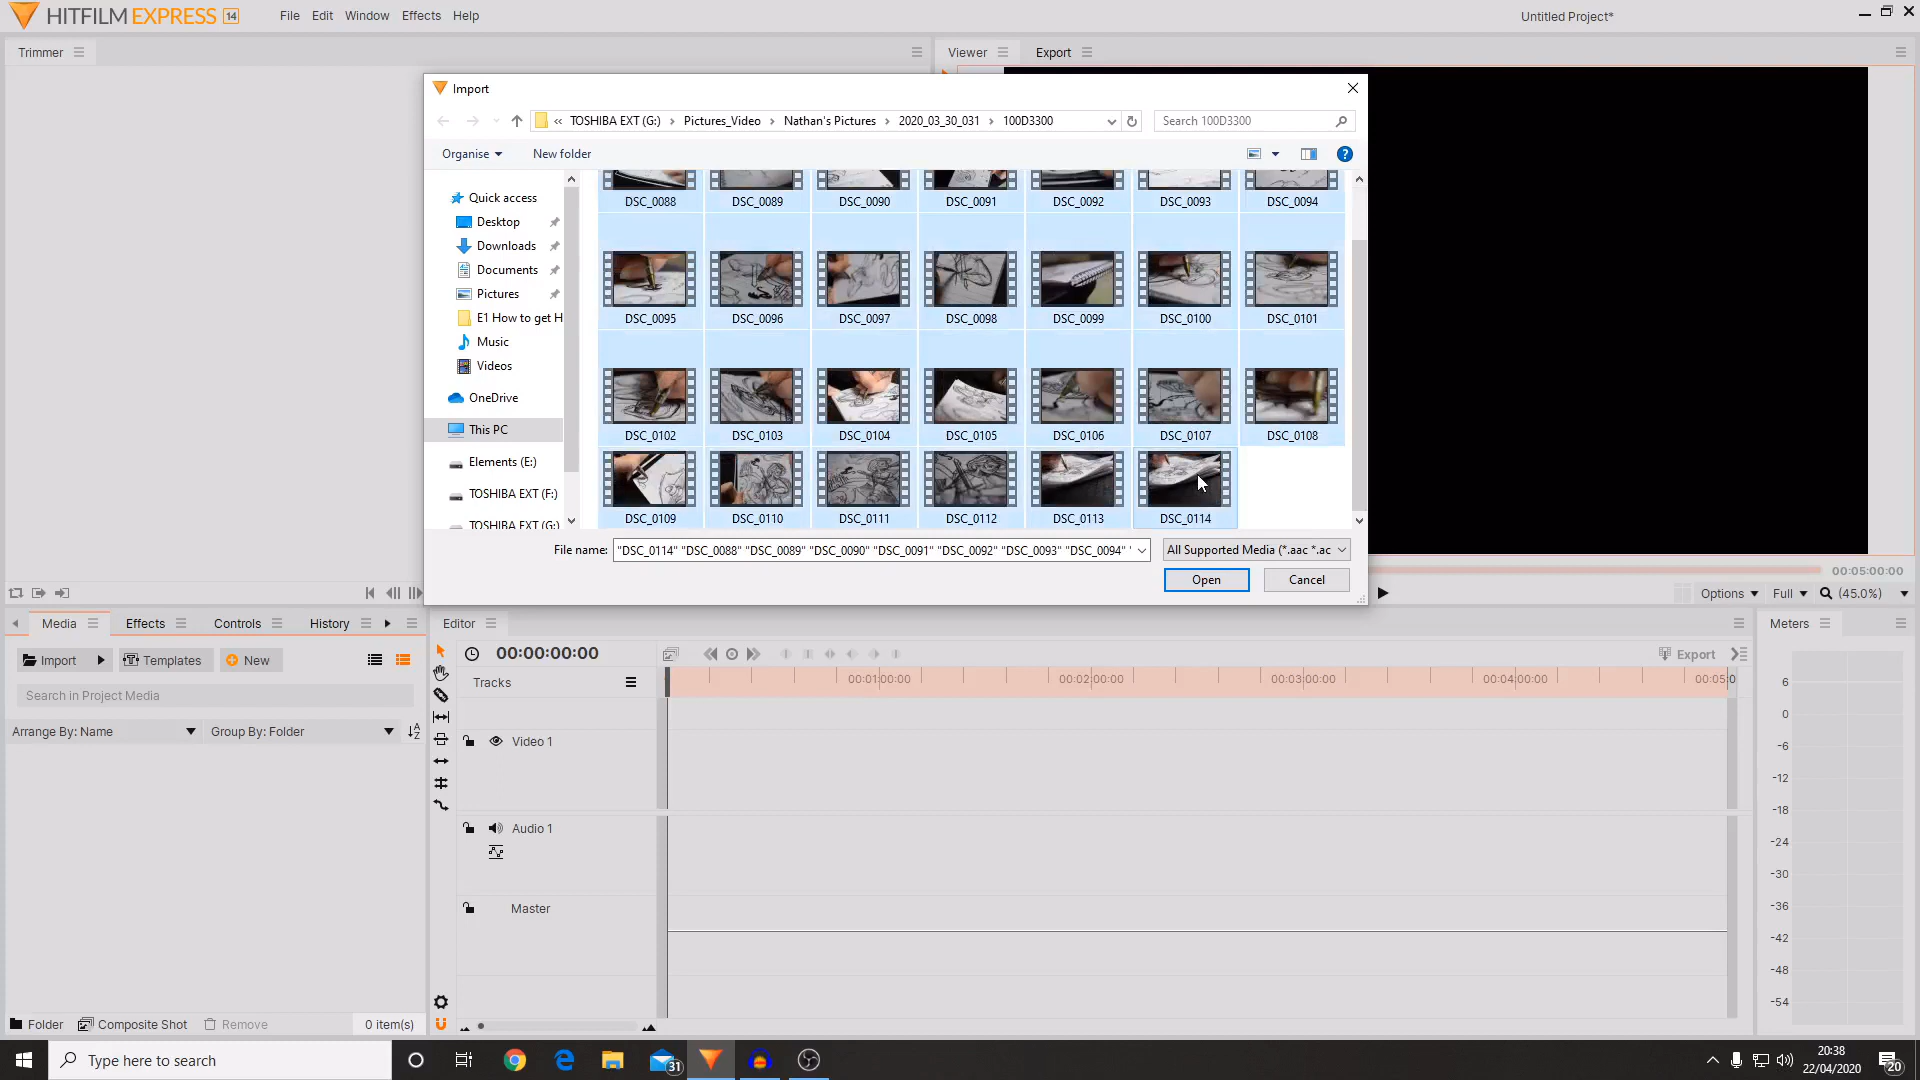 HITFILM EXPRESS 14
File Edit Window Effects Help
Untitled Project*
Trimmer
Viewer
Export
Import
« TOSHIBA EXT (G:) › Pictures_Video › Nathan's Pictures › 2020_03_30_031 › 100D3300
Search 100D3300
Organise
New folder
Quick access
Desktop
Downloads
Documents
Pictures
E1 How to get H
Music
Videos
OneDrive
This PC
Elements (E:)
TOSHIBA EXT (F:)
TOSHIBA EXT (G:)
DSC_0088 DSC_0089 DSC_0090 DSC_0091 DSC_0092 DSC_0093 DSC_0094
DSC_0095 DSC_0096 DSC_0097 DSC_0098 DSC_0099 DSC_0100 DSC_0101
DSC_0102 DSC_0103 DSC_0104 DSC_0105 DSC_0106 DSC_0107 DSC_0108
DSC_0109 DSC_0110 DSC_0111 DSC_0112 DSC_0113 DSC_0114
File name: "DSC_0114" "DSC_0088" "DSC_0089" "DSC_0090" "DSC_0091" "DSC_0092" "DSC_0093" "DSC_0094" "
All Supported Media (*.aac *.ac
Open
Cancel
00:05:00:00
Options
Full
(45.0%)
Media
Effects
Controls
History
Import
Templates
New
Search in Project Media
Arrange By: Name
Group By: Folder
Folder
Composite Shot
Remove
0 item(s)
Editor
00:00:00:00
Export
Tracks
00:01:00:00 00:02:00:00 00:03:00:00 00:04:00:00 00:05:0
Video 1
Audio 1
Master
Meters
6
0
-6
-12
-18
-24
-30
-36
-42
-48
-54
Type here to search
31
20:38
22/04/2020
20